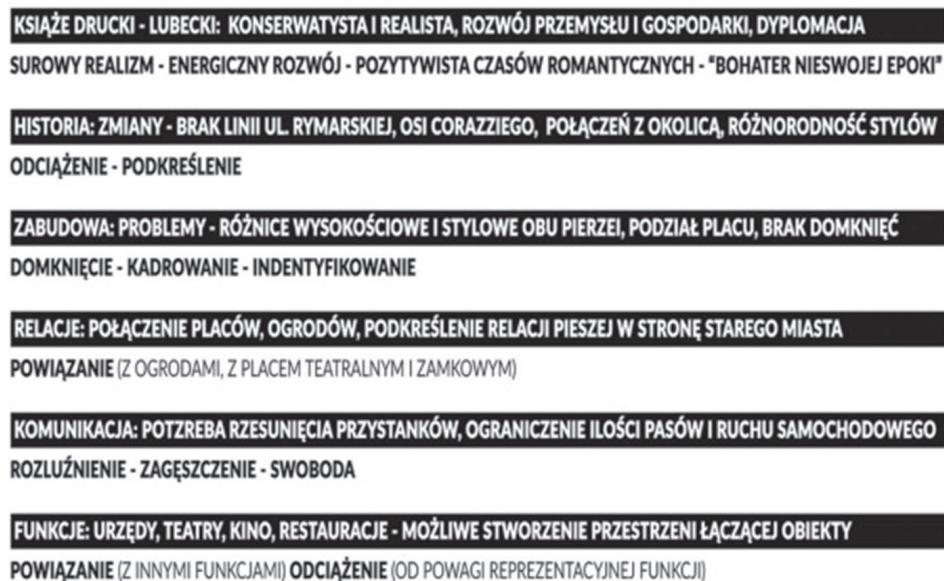 KSIĄŻE DRUCKI - LUBECKI: KONSERWATYSTA I REALISTA, ROZWÓJ PRZEMYSŁU I GOSPODARKI, DYPLOMACJA
SUROWY REALIZM - ENERGICZNY ROZWÓJ - POZYTYWISTA CZASÓW ROMANTYCZNYCH - "BOHATER NIESWOJEJ EPOKI"
HISTORIA: ZMIANY - BRAK LINII UL. RYMARSKIEJ, OSI CORAZZIEGO, POŁĄCZEŃ Z OKOLICĄ, RÓŻNORODNOŚĆ STYLÓW
ODCIĄŻENIE - PODKREŚLENIE
ZABUDOWA: PROBLEMY - RÓŻNICE WYSOKOŚCIOWE I STYLOWE OBU PIERZEI, PODZIAŁ PLACU, BRAK DOMKNIĘĆ
DOMKNIĘCIE - KADROWANIE - INDENTYFIKOWANIE
RELACJE: POŁĄCZENIE PLACÓW, OGRODÓW, PODKREŚLENIE RELACJI PIESZEJ W STRONĘ STAREGO MIASTA
POWIĄZANIE (Z OGRODAMI, Z PLACEM TEATRALNYM I ZAMKOWYM)
KOMUNIKACJA: POTZREBA RZESUNIĘCIA PRZYSTANKÓW, OGRANICZENIE ILOŚCI PASÓW I RUCHU SAMOCHODOWEGO
ROZLUŹNIENIE - ZAGĘSZCZENIE - SWOBODA
FUNKCJE: URZĘDY, TEATRY, KINO, RESTAURACJE - MOŻLIWE STWORZENIE PRZESTRZENI ŁĄCZĄCEJ OBIEKTY
POWIĄZANIE (Z INNYMI FUNKCJAMI) ODCIĄŻENIE (OD POWAGI REPREZENTACYJNEJ FUNKCJI)